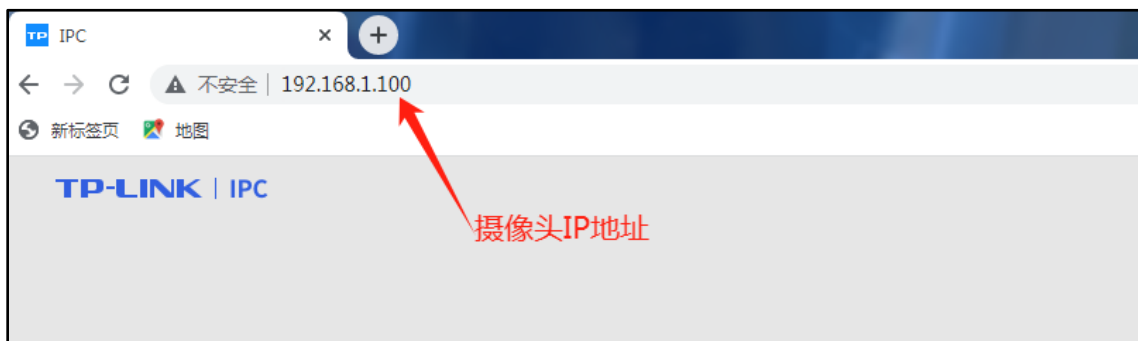 TP IPC
不安全 | 192.168.1.100
新标签页 地图
TP-LINK | IPC
摄像头IP地址